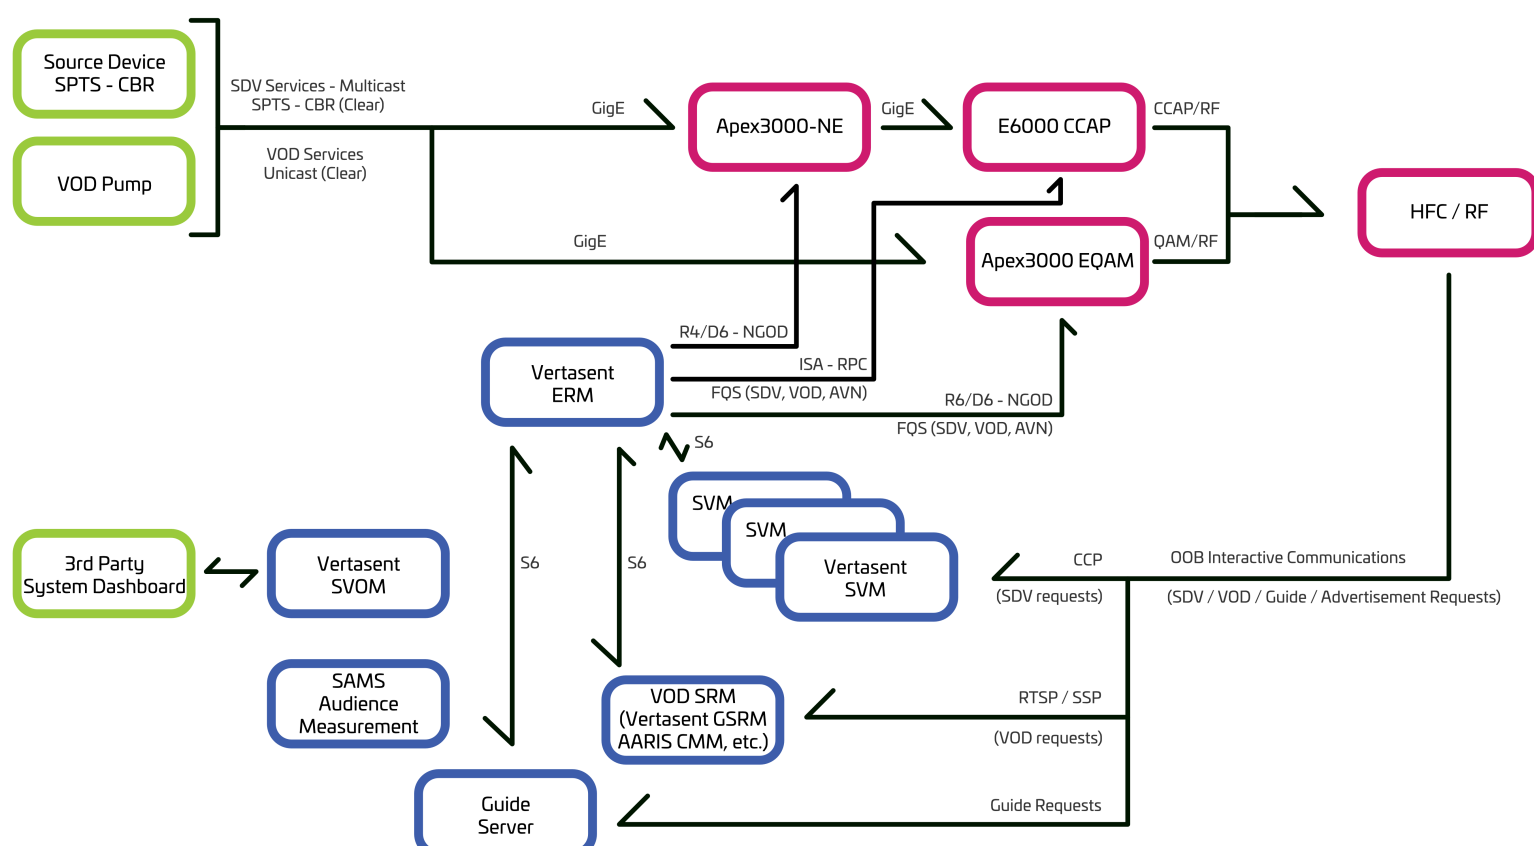 Source Device
SPTS - CBR
SDV Services - Multicast
SPTS - CBR (Clear)
GigE
Apex3000-NE
GigE
E6000 CCAP
CCAP/RF
VOD Pump
VOD Services
Unicast (Clear)
HFC / RF
GigE
Apex3000 EQAM
QAM/RF
R4/D6 - NGOD
Vertasent
ERM
ISA - RPC
FQS (SDV, VOD, AVN)
R6/D6 - NGOD
FQS (SDV, VOD, AVN)
S6
SVM
SVM
Vertasent
SVM
3rd Party
System Dashboard
Vertasent
SVOM
S6
S6
CCP
(SDV requests)
OOB Interactive Communications
(SDV / VOD / Guide / Advertisement Requests)
SAMS
Audience
Measurement
VOD SRM
(Vertasent GSRM
AARIS CMM, etc.)
RTSP / SSP
(VOD requests)
Guide
Server
Guide Requests